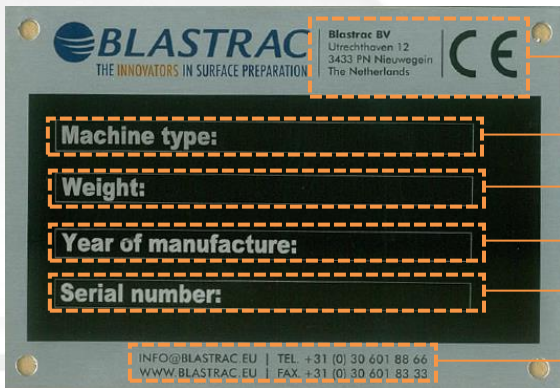 BLASTRAC
THE INNOVATORS IN SURFACE PREPARATION
Blastrac BV
Utrechthaven 12
3433 PN Nieuwegein
The Netherlands
CE
Machine type:
Weight:
Year of manufacture:
Serial number:
INFO@BLASTRAC.EU | TEL. +31 (0) 30 601 88 66
WWW.BLASTRAC.EU | FAX. +31 (0) 30 601 83 33